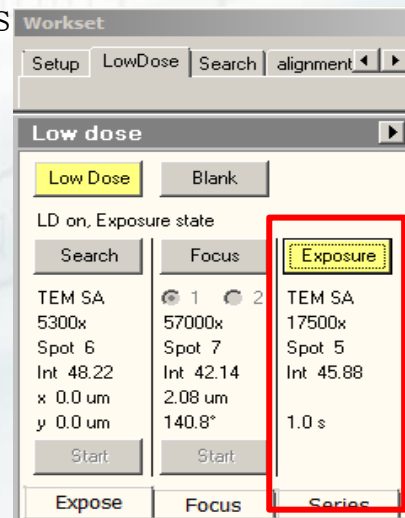 S
Workset
Setup LowDose Search alignment
Low dose
Low Dose Blank
LD on, Exposure state
Search Focus Exposure
TEM SA 1 2 TEM SA
5300x 57000x 17500x
Spot 6 Spot 7 Spot 5
Int 48.22 Int 42.14 Int 45.88
x 0.0 um 2.08 um
y 0.0 um 140.8° 1.0 s
Start Start
Expose Focus Series